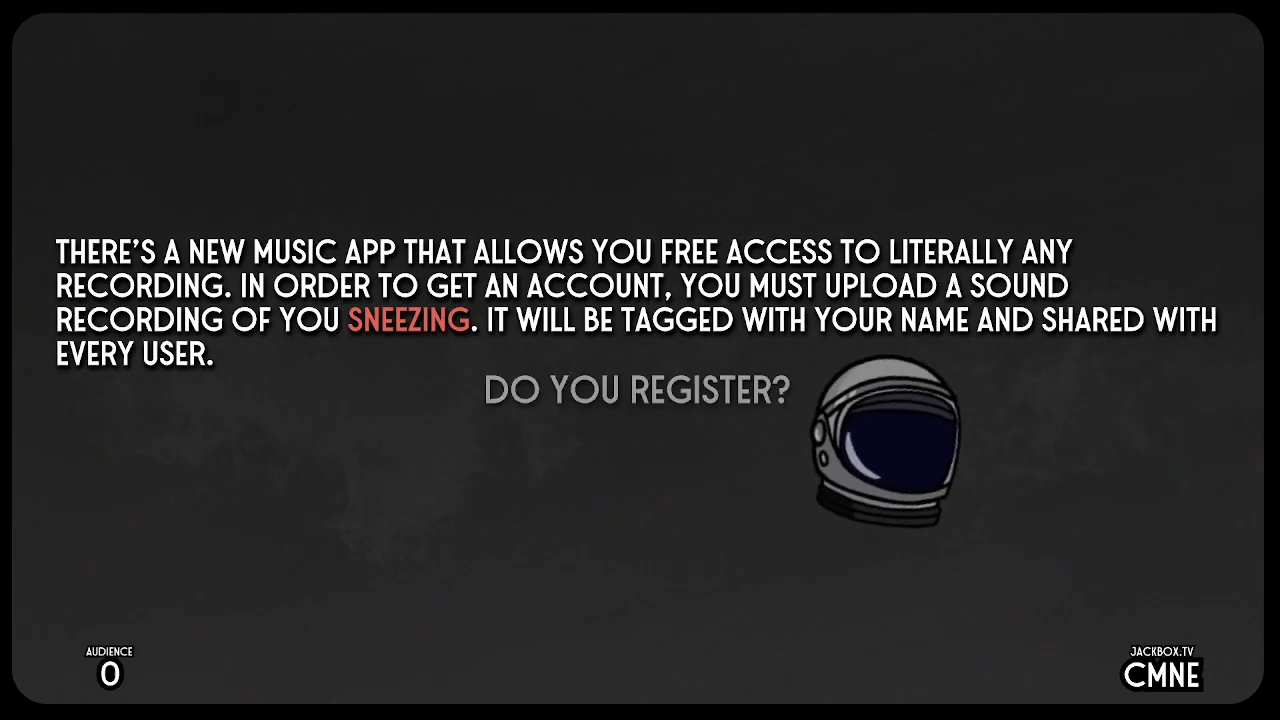 THERE'S A NEW MUSIC APP THAT ALLOWS YOU FREE ACCESS TO LITERALLY ANY
RECORDING. IN ORDER TO GET AN ACCOUNT, YOU MUST UPLOAD A SOUND
RECORDING OF YOU SNEEZING. IT WILL BE TAGGED WITH YOUR NAME AND SHARED WITH
EVERY USER.
DO YOU REGISTER?
AUDIENCE
0
JACKBOX.TV
CMNE